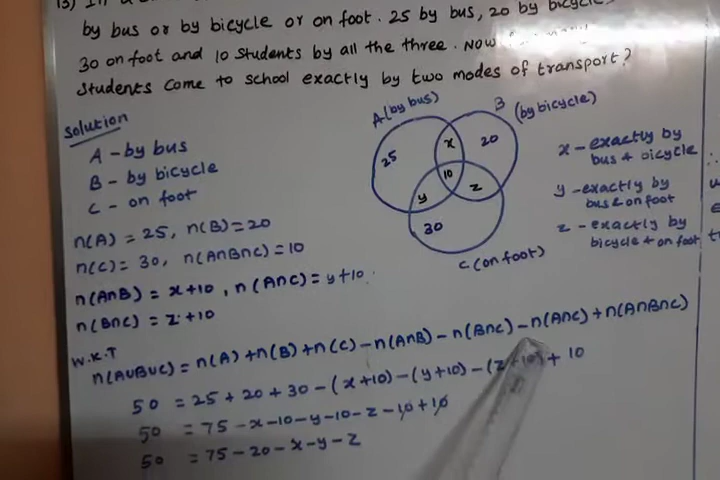 by bus or by bicycle or on foot. 25 by bus, 20 by bicycle
30 on foot and 10 students by all the three. Now
students come to school exactly by two modes of transport?
Solution
A - by bus
B - by bicycle
C - on foot
n(A) = 25, n(B) = 20
n(C) = 30, n(A∩B∩C) = 10
n(A∩B) = x+10, n(A∩C) = y+10
n(B∩C) = z+10
A (by bus)
B (by bicycle)
25
x
20
10
y
z
30
C (on foot)
x - exactly by
bus & bicycle
y - exactly by
bus & on foot
z - exactly by
bicycle & on foot
W.K.T
n(A∪B∪C) = n(A) + n(B) + n(C) - n(A∩B) - n(B∩C) - n(A∩C) + n(A∩B∩C)
50 = 25 + 20 + 30 - (x+10) - (y+10) - (z+10) + 10
50 = 75 - x - 10 - y - 10 - z - 10 + 10
50 = 75 - 20 - x - y - z